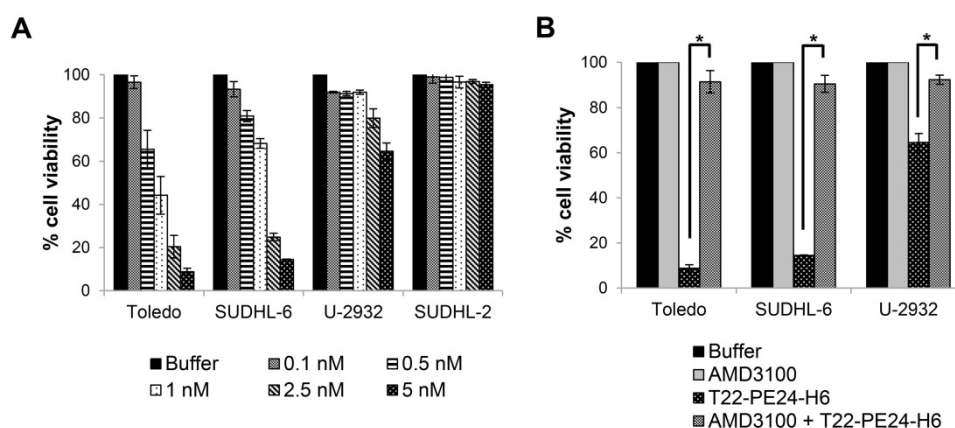 A
% cell viability
100
80
60
40
20
0
Toledo SUDHL-6 U-2932 SUDHL-2
Buffer 0.1 nM 0.5 nM
1 nM 2.5 nM 5 nM
B
* * *
% cell viability
100
80
60
40
20
0
Toledo SUDHL-6 U-2932
Buffer
AMD3100
T22-PE24-H6
AMD3100 + T22-PE24-H6